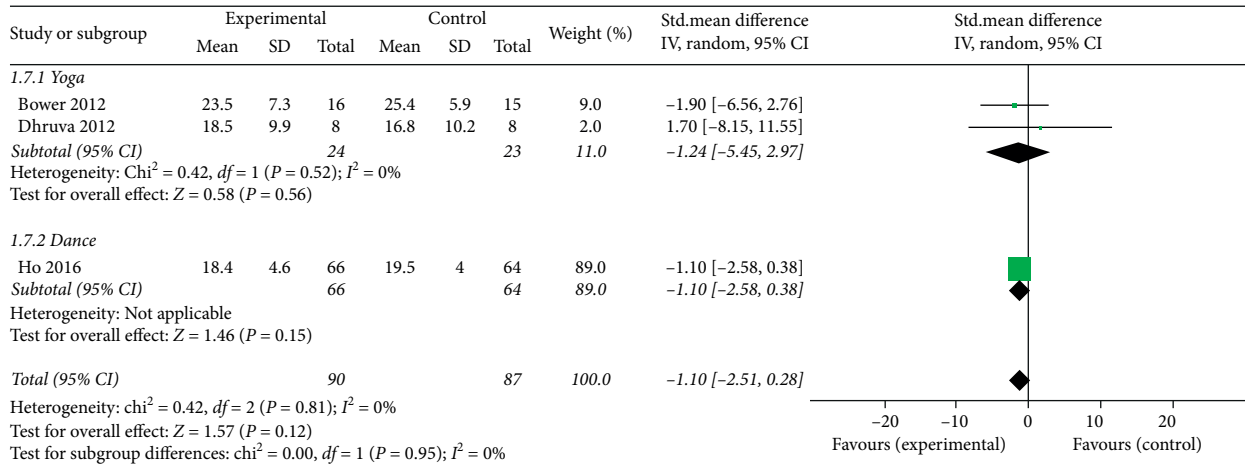 Study or subgroup Experimental Control Weight (%) Std.mean difference Std.mean difference
Mean SD Total Mean SD Total IV, random, 95% CI IV, random, 95% CI
1.7.1 Yoga
Bower 2012 23.5 7.3 16 25.4 5.9 15 9.0 –1.90 [–6.56, 2.76]
Dhruva 2012 18.5 9.9 8 16.8 10.2 8 2.0 1.70 [–8.15, 11.55]
Subtotal (95% CI) 24 23 11.0 –1.24 [–5.45, 2.97]
Heterogeneity: Chi² = 0.42, df = 1 (P = 0.52); I² = 0%
Test for overall effect: Z = 0.58 (P = 0.56)
1.7.2 Dance
Ho 2016 18.4 4.6 66 19.5 4 64 89.0 –1.10 [–2.58, 0.38]
Subtotal (95% CI) 66 64 89.0 –1.10 [–2.58, 0.38]
Heterogeneity: Not applicable
Test for overall effect: Z = 1.46 (P = 0.15)
Total (95% CI) 90 87 100.0 –1.10 [–2.51, 0.28]
Heterogeneity: chi² = 0.42, df = 2 (P = 0.81); I² = 0%
Test for overall effect: Z = 1.57 (P = 0.12)
Test for subgroup differences: chi² = 0.00, df = 1 (P = 0.95); I² = 0%
–20 –10 0 10 20
Favours (experimental) Favours (control)